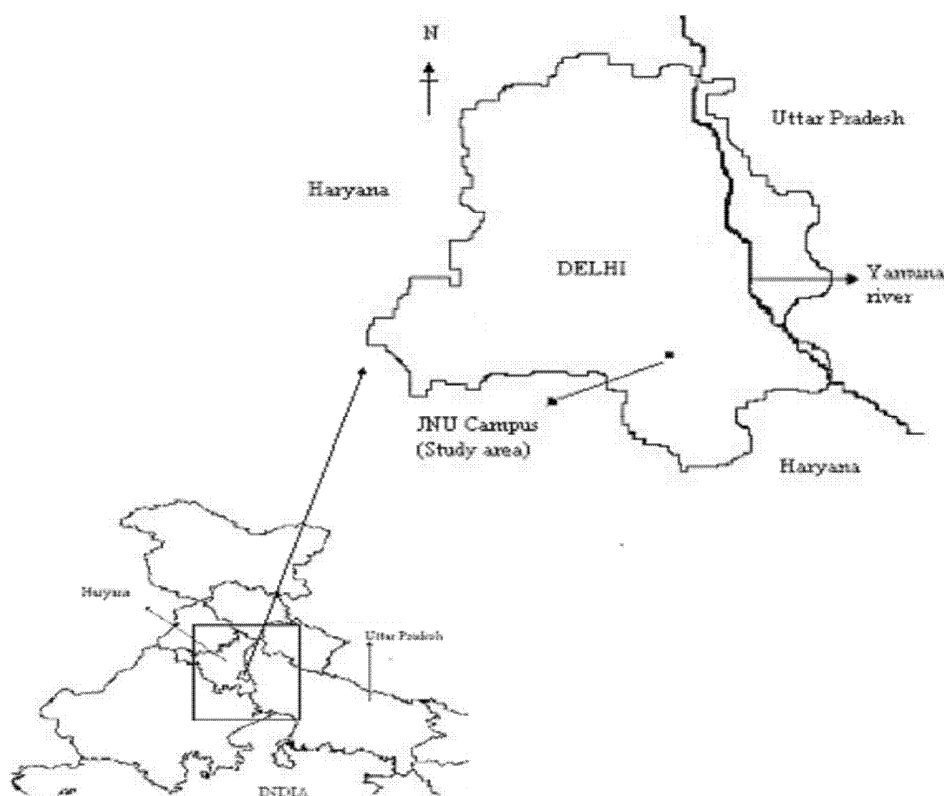 N
Uttar Pradesh
Haryana
DELHI
Yamuna
river
JNU Campus
(Study area)
Haryana
Haryana
Uttar Pradesh
INDIA